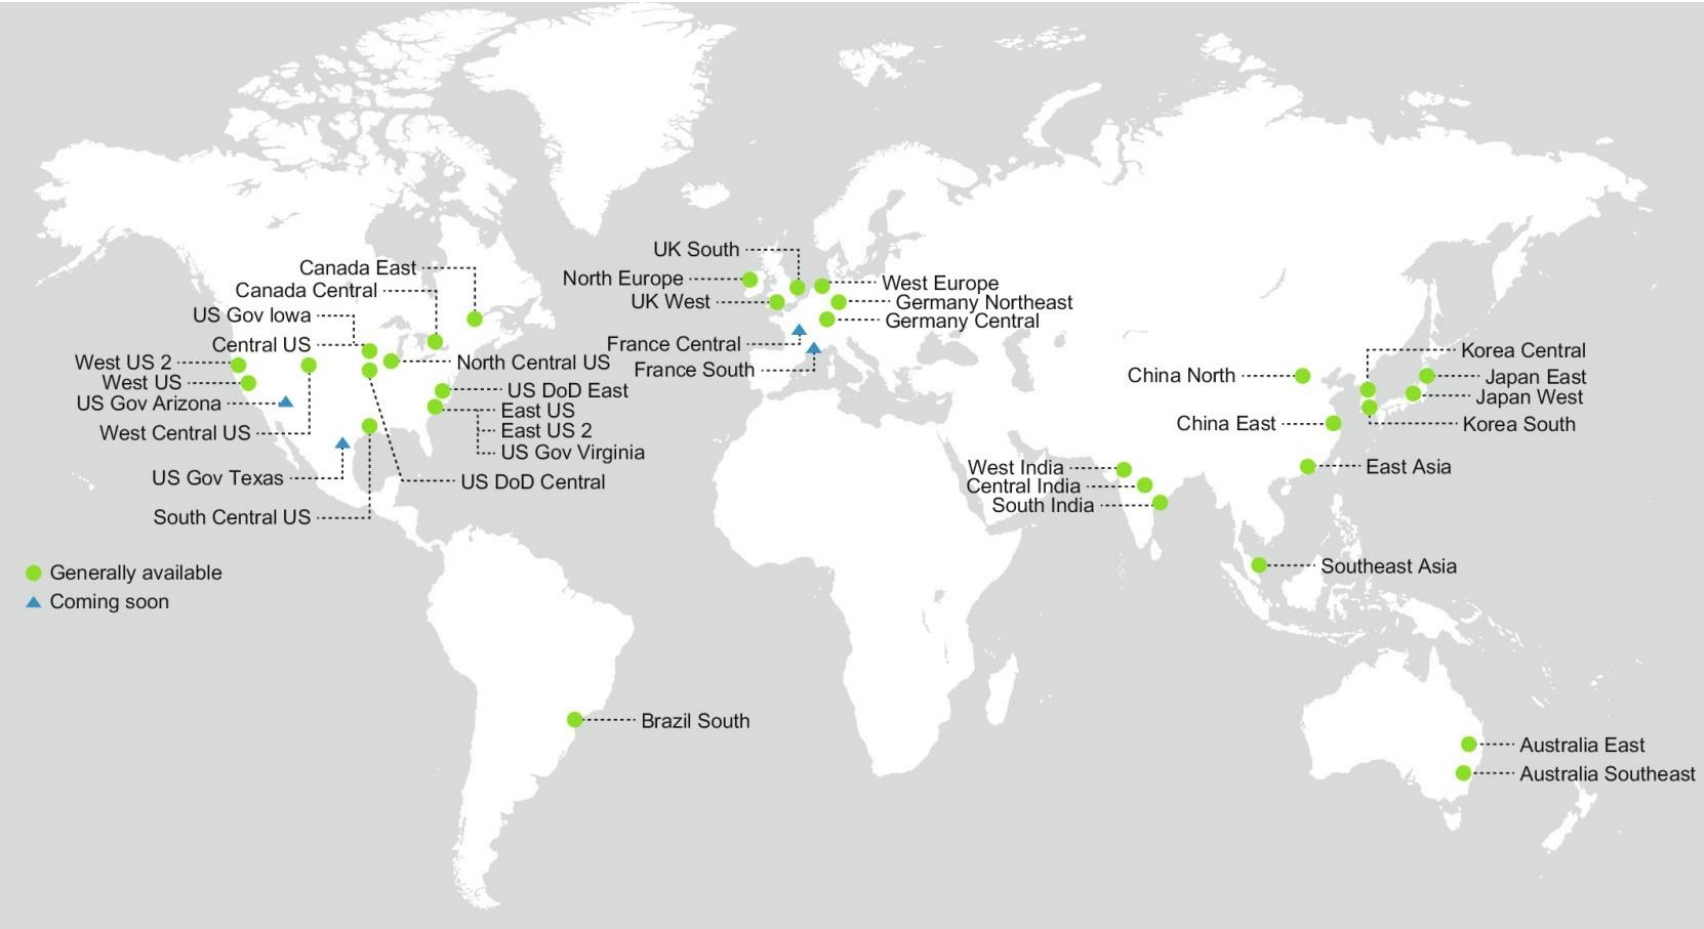 Canada East
Canada Central
US Gov Iowa
Central US
West US 2
West US
US Gov Arizona
West Central US
US Gov Texas
South Central US
North Central US
US DoD East
East US
East US 2
US Gov Virginia
US DoD Central
Generally available
Coming soon
Brazil South
UK South
North Europe
UK West
France Central
France South
West Europe
Germany Northeast
Germany Central
China North
China East
West India
Central India
South India
Korea Central
Japan East
Japan West
Korea South
East Asia
Southeast Asia
Australia East
Australia Southeast